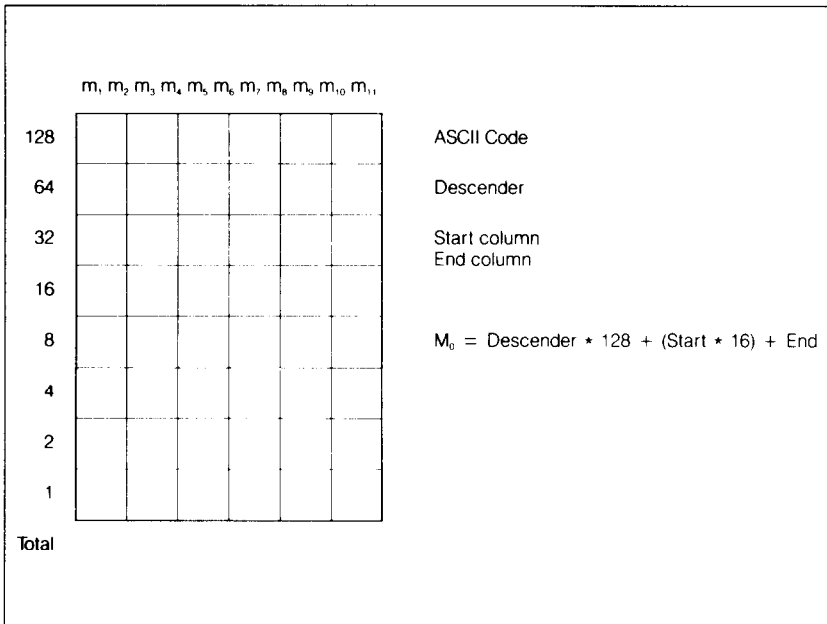 m₁ m₂ m₃ m₄ m₅ m₆ m₇ m₈ m₉ m₁₀ m₁₁
128 ASCII Code
64 Descender
32 Start column
End column
16
8 M₀ = Descender * 128 + (Start * 16) + End
4
2
1
Total